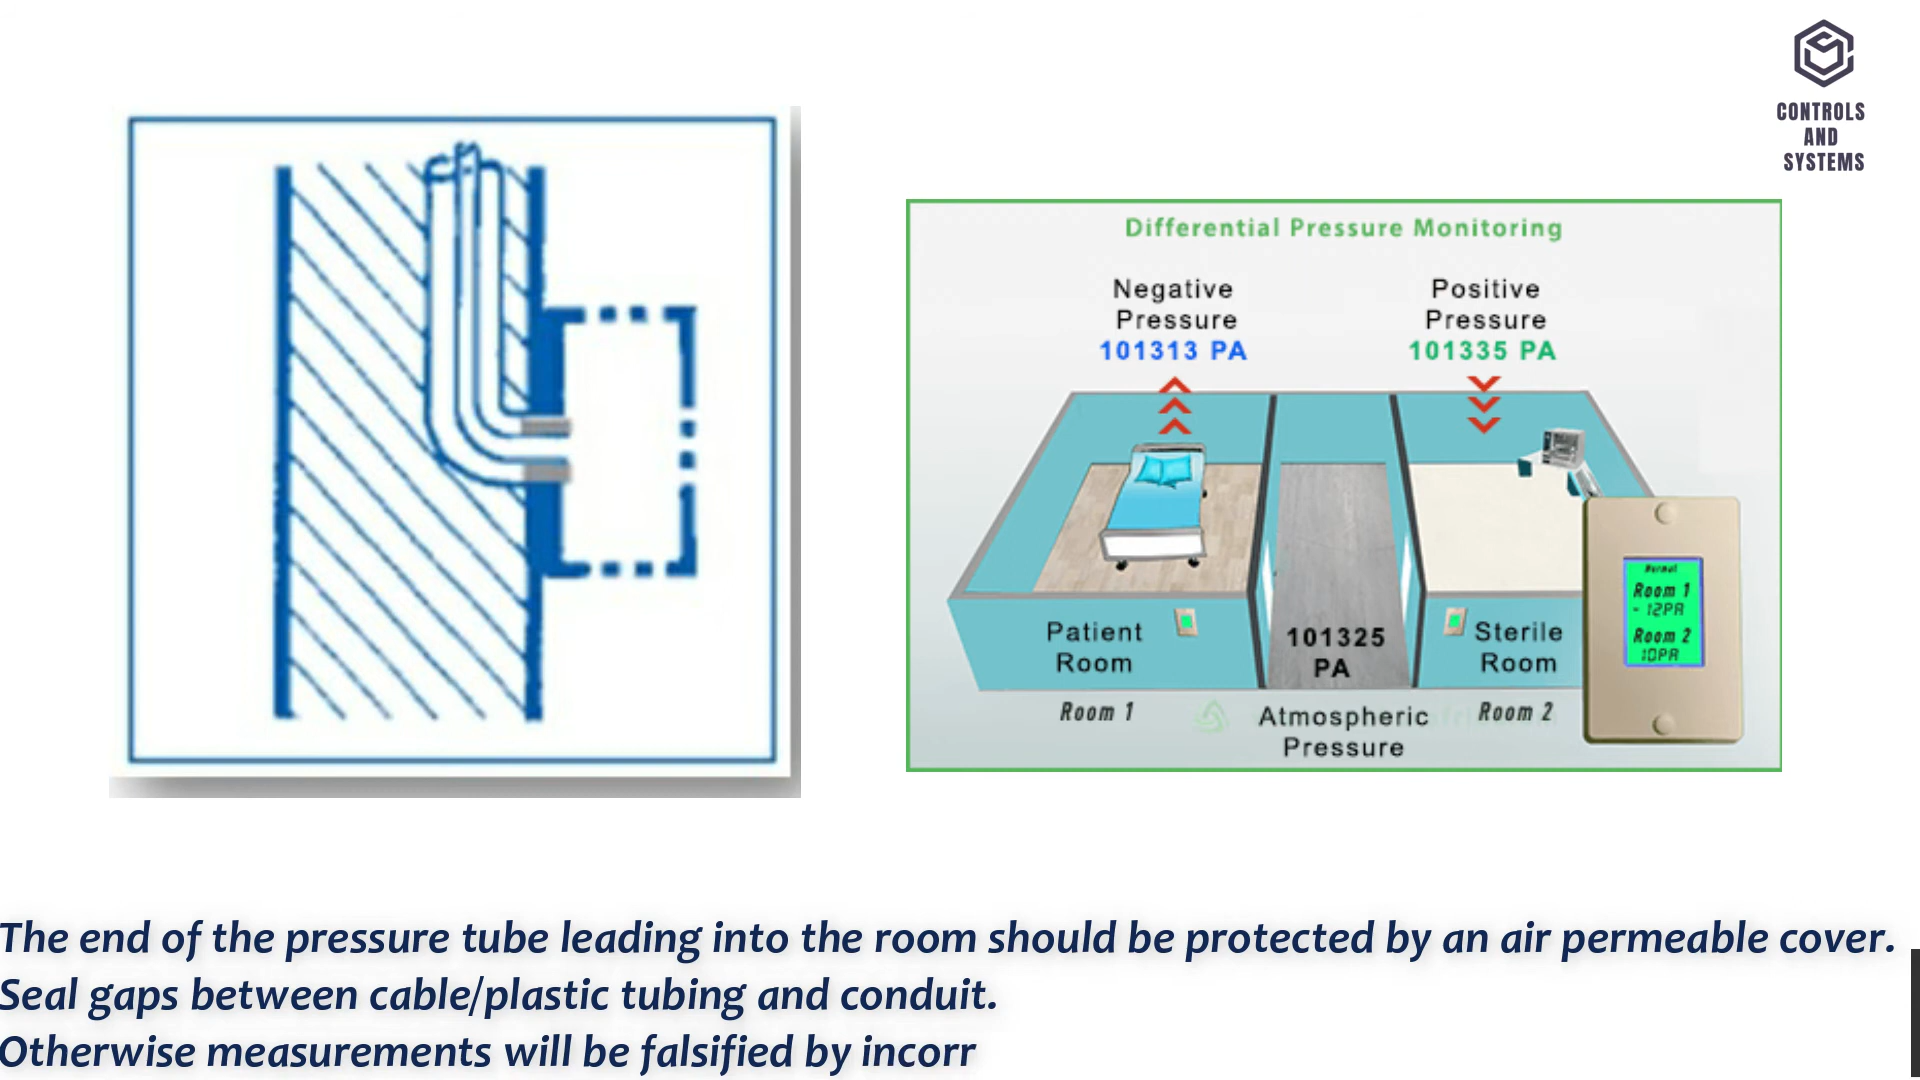 CONTROLS
AND
SYSTEMS
Differential Pressure Monitoring
Negative
Pressure
101313 PA
Positive
Pressure
101335 PA
Normal
Room 1
- 12PA
Room 2
10PA
Patient
Room
101325
PA
Sterile
Room
Room 1
Atmospheric
Pressure
Room 2
The end of the pressure tube leading into the room should be protected by an air permeable cover.
Seal gaps between cable/plastic tubing and conduit.
Otherwise measurements will be falsified by incorr